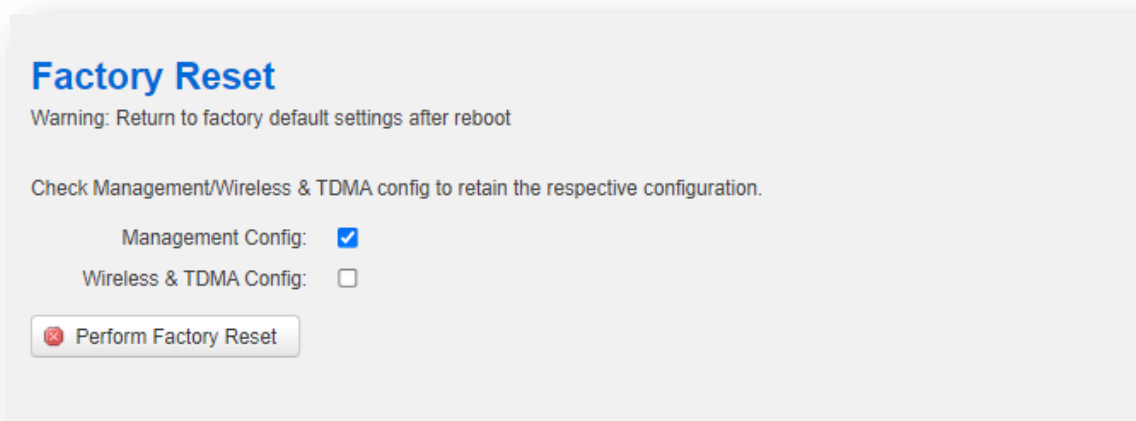 Factory Reset
Warning: Return to factory default settings after reboot
Check Management/Wireless & TDMA config to retain the respective configuration.
Management Config:
Wireless & TDMA Config:
Perform Factory Reset